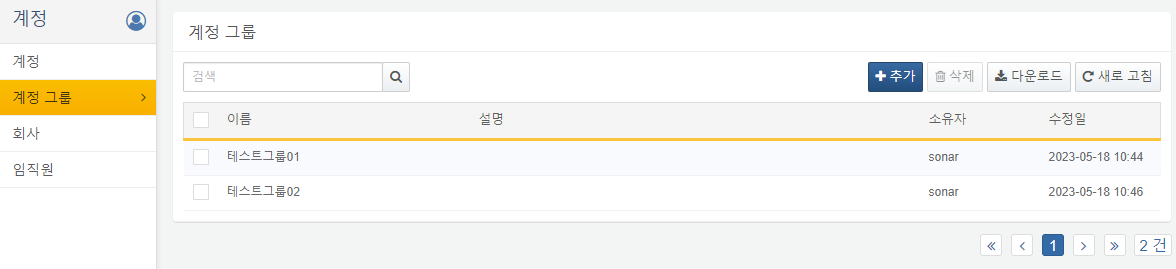 계정
계정
계정 그룹
회사
임직원
계정 그룹
검색
추가 삭제 다운로드 새로 고침
이름 설명 소유자 수정일
테스트그룹01 sonar 2023-05-18 10:44
테스트그룹02 sonar 2023-05-18 10:46
1 2 건